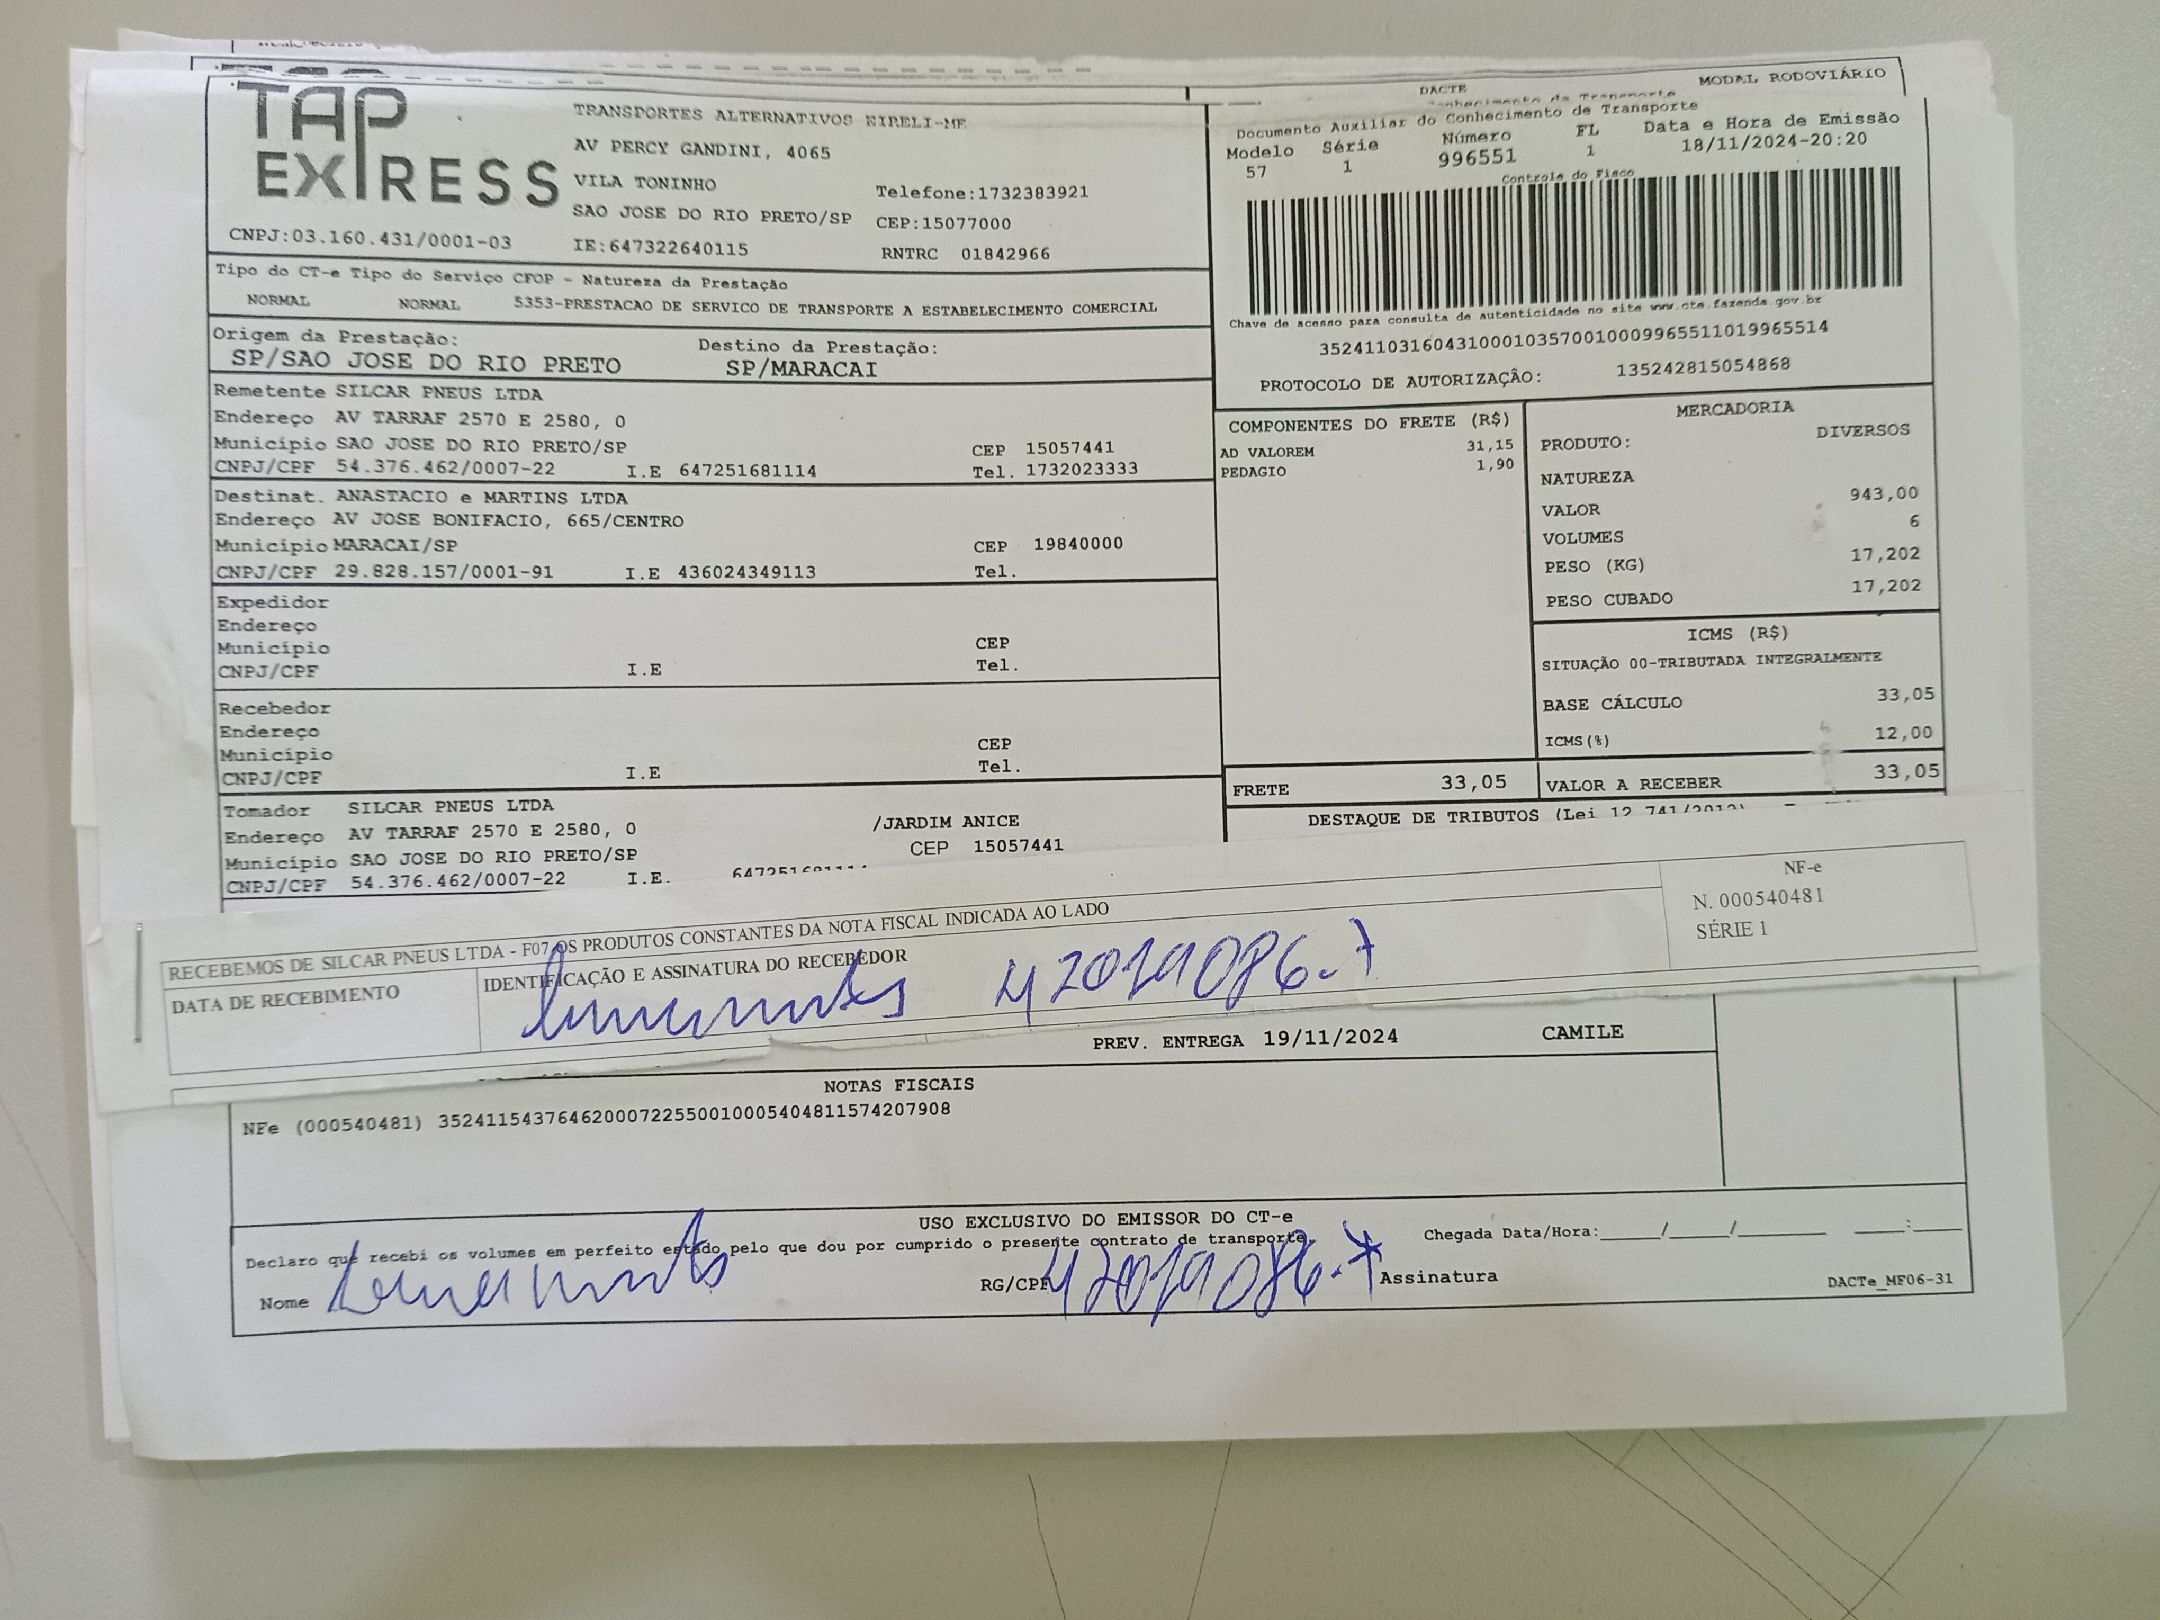 TAP
EXPRESS
TRANSPORTES ALTERNATIVOS EIRELI-ME
AV PERCY GANDINI, 4065
VILA TONINHO
Telefone:1732383921
SAO JOSE DO RIO PRETO/SP CEP:15077000
CNPJ:03.160.431/0001-03 IE:647322640115 RNTRC 01842966
DACTE MODAL RODOVIÁRIO
Documento Auxiliar do Conhecimento de Transporte
Modelo Série Número FL Data e Hora de Emissão
57 1 996551 1 18/11/2024-20:20
Controle do Fisco
Chave de acesso para consulta de autenticidade no site www.cte.fazenda.gov.br
35241103160431000103570010009965511019965514
PROTOCOLO DE AUTORIZAÇÂO: 135242815054868
Tipo do CT-e Tipo do Serviço CFOP - Natureza da Prestação
NORMAL NORMAL 5353-PRESTACAO DE SERVICO DE TRANSPORTE A ESTABELECIMENTO COMERCIAL
Origem da Prestação: Destino da Prestação:
SP/SAO JOSE DO RIO PRETO SP/MARACAI
Remetente SILCAR PNEUS LTDA
Endereço AV TARRAF 2570 E 2580, 0
Município SAO JOSE DO RIO PRETO/SP CEP 15057441
CNPJ/CPF 54.376.462/0007-22 I.E 647251681114 Tel. 1732023333
Destinat. ANASTACIO e MARTINS LTDA
Endereço AV JOSE BONIFACIO, 665/CENTRO
Município MARACAI/SP CEP 19840000
CNPJ/CPF 29.828.157/0001-91 I.E 436024349113 Tel.
Expedidor
Endereço
Município CEP
CNPJ/CPF I.E Tel.
Recebedor
Endereço
Município CEP
CNPJ/CPF I.E Tel.
Tomador SILCAR PNEUS LTDA
Endereço AV TARRAF 2570 E 2580, 0 /JARDIM ANICE
Município SAO JOSE DO RIO PRETO/SP CEP 15057441
CNPJ/CPF 54.376.462/0007-22 I.E. 647251681114
COMPONENTES DO FRETE (R$)
AD VALOREM 31,15
PEDAGIO 1,90
MERCADORIA
PRODUTO: DIVERSOS
NATUREZA
VALOR 943,00
VOLUMES 6
PESO (KG) 17,202
PESO CUBADO 17,202
ICMS (R$)
SITUAÇÃO 00-TRIBUTADA INTEGRALMENTE
BASE CÁLCULO 33,05
ICMS(%) 12,00
FRETE 33,05 VALOR A RECEBER 33,05
DESTAQUE DE TRIBUTOS (Lei 12.741/2012)
RECEBEMOS DE SILCAR PNEUS LTDA - F07 OS PRODUTOS CONSTANTES DA NOTA FISCAL INDICADA AO LADO
NF-e
N. 000540481
SÉRIE 1
DATA DE RECEBIMENTO IDENTIFICAÇÃO E ASSINATURA DO RECEBEDOR
42019086-7
PREV. ENTREGA 19/11/2024 CAMILE
NOTAS FISCAIS
NFe (000540481) 35241154376462000722550010005404811574207908
USO EXCLUSIVO DO EMISSOR DO CT-e
Declaro que recebi os volumes em perfeito estado pelo que dou por cumprido o presente contrato de transporte. Chegada Data/Hora:_____/_____/________ _____:_____
Nome RG/CPF 42019086-7 Assinatura DACTe_MF06-31